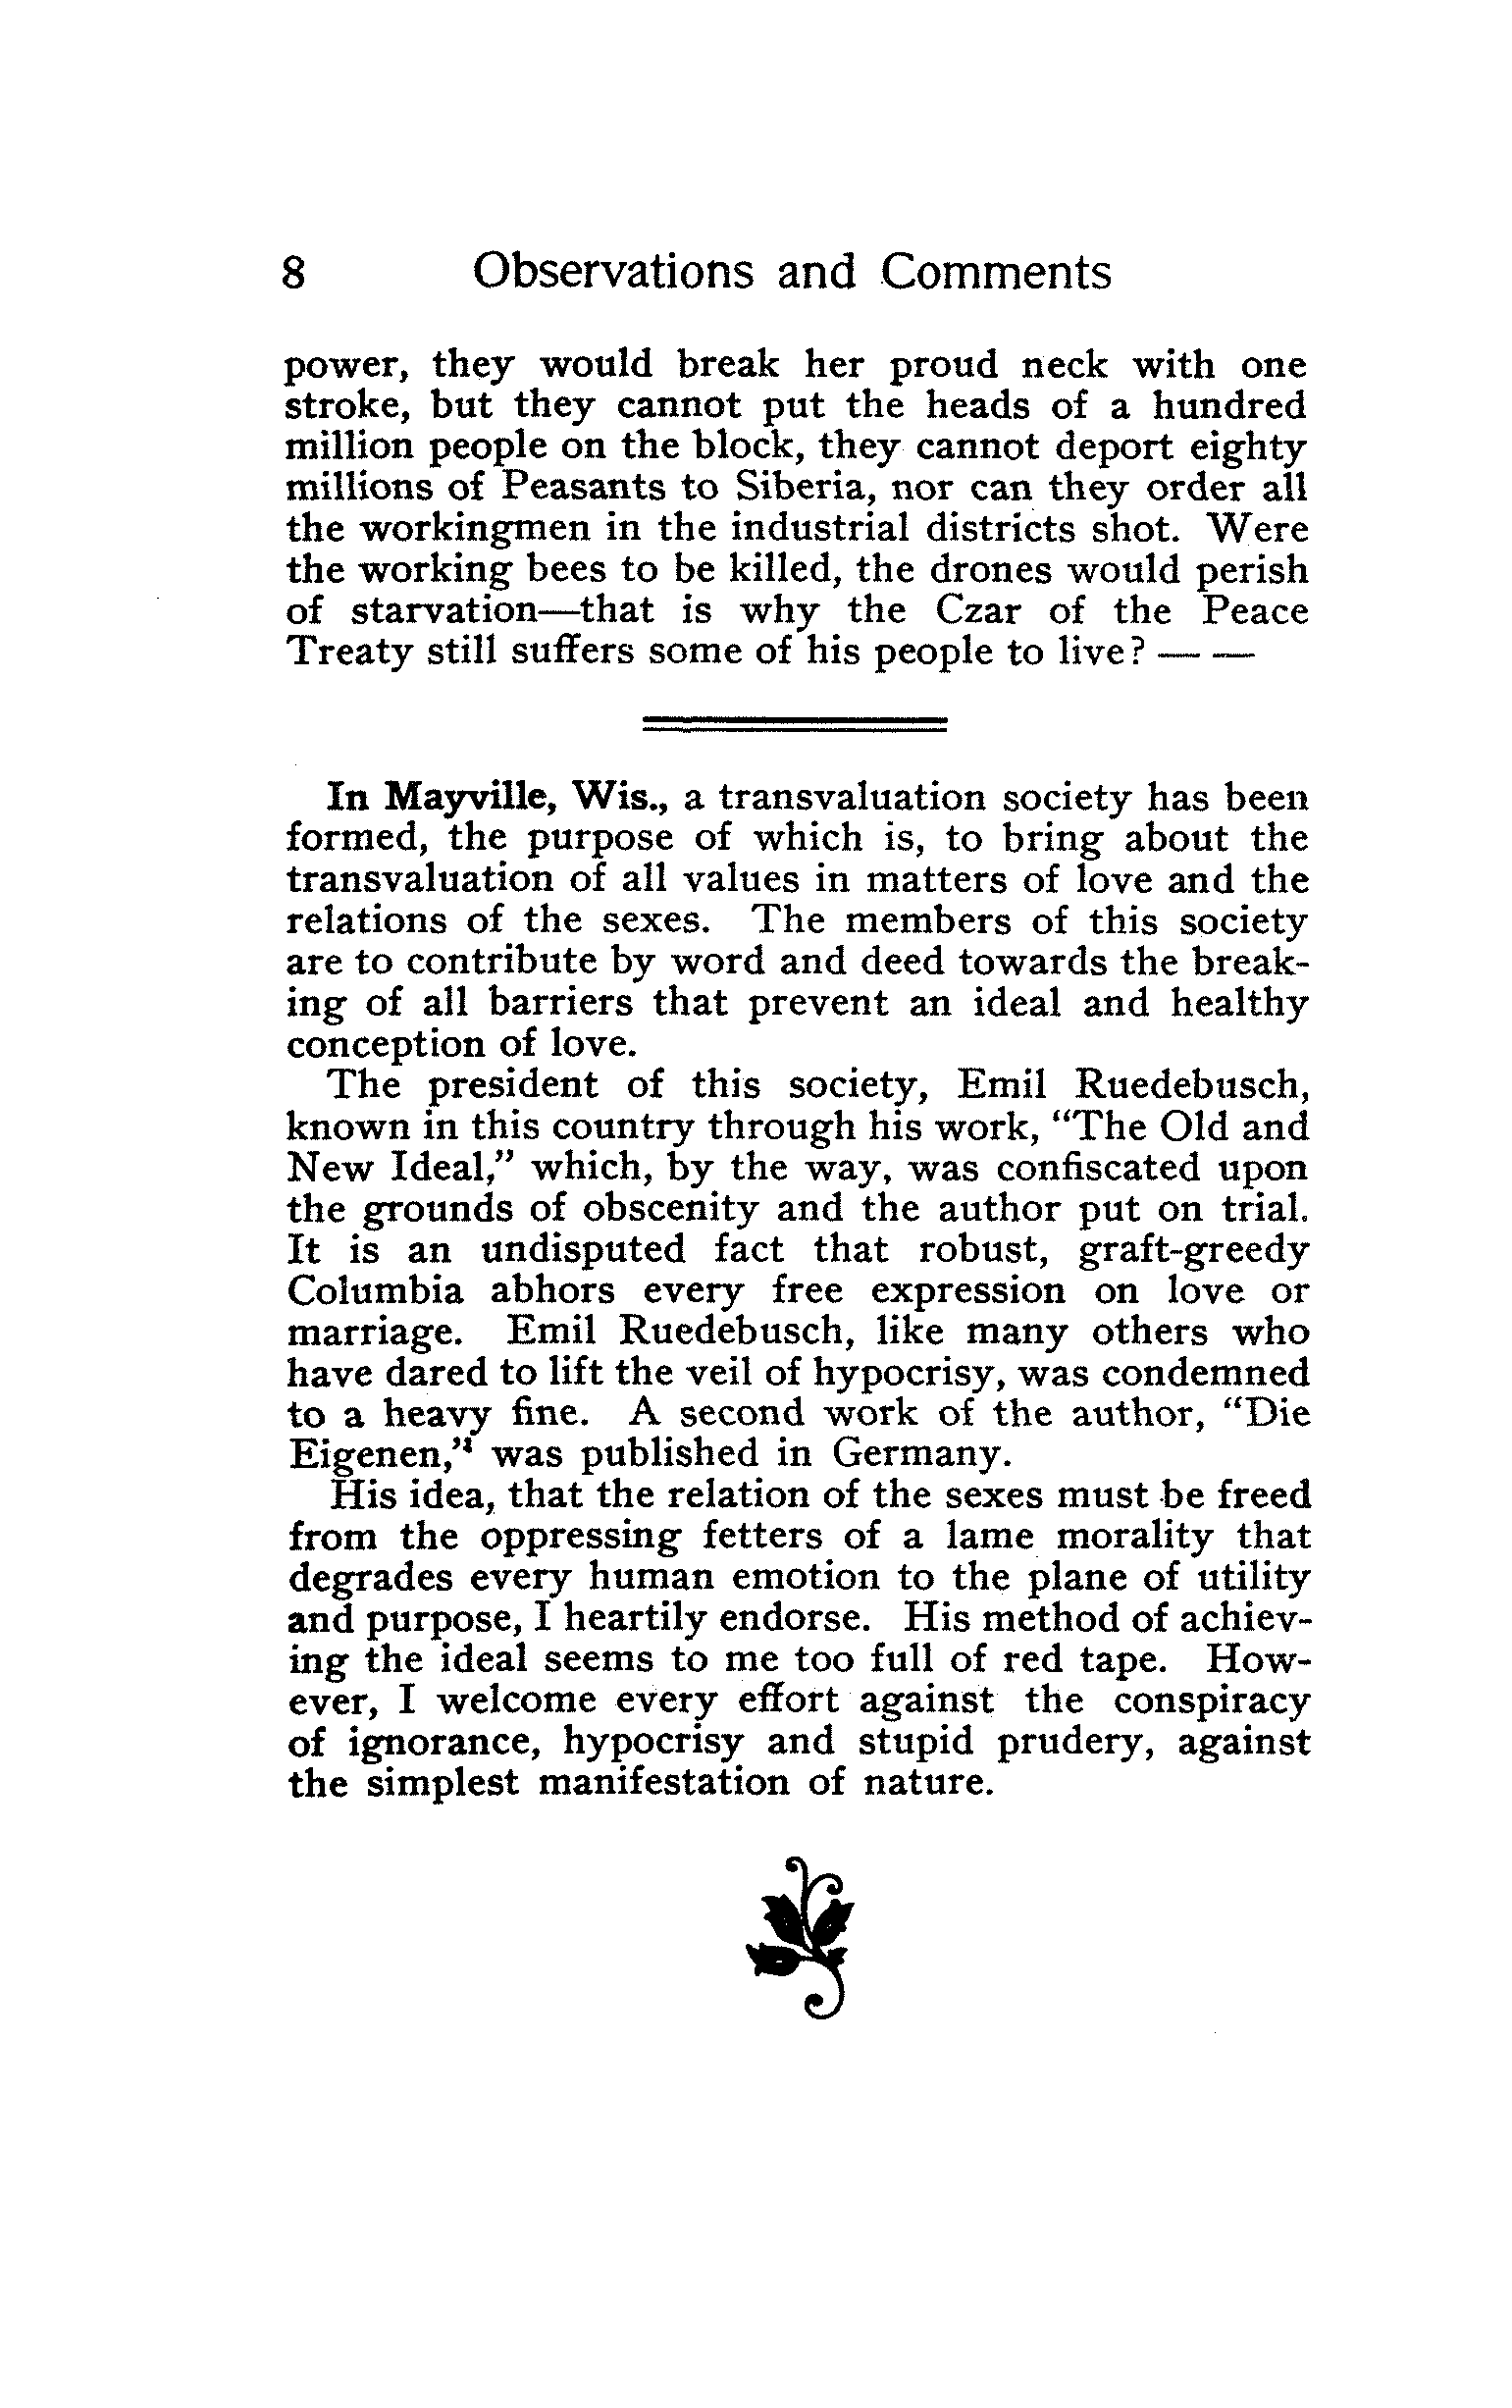 8 Observations and Comments
power, they would break her proud neck with one
stroke, but they cannot put the heads of a hundred
million people on the block, they cannot deport eighty
millions of Peasants to Siberia, nor can they order all
the workingmen in the industrial districts shot. Were
the working bees to be killed, the drones would perish
of starvation—that is why the Czar of the Peace
Treaty still suffers some of his people to live? — —
In Mayville, Wis., a transvaluation society has been
formed, the purpose of which is, to bring about the
transvaluation of all values in matters of love and the
relations of the sexes. The members of this society
are to contribute by word and deed towards the break-
ing of all barriers that prevent an ideal and healthy
conception of love.
The president of this society, Emil Ruedebusch,
known in this country through his work, "The Old and
New Ideal," which, by the way, was confiscated upon
the grounds of obscenity and the author put on trial.
It is an undisputed fact that robust, graft-greedy
Columbia abhors every free expression on love or
marriage. Emil Ruedebusch, like many others who
have dared to lift the veil of hypocrisy, was condemned
to a heavy fine. A second work of the author, "Die
Eigenen," was published in Germany.
His idea, that the relation of the sexes must be freed
from the oppressing fetters of a lame morality that
degrades every human emotion to the plane of utility
and purpose, I heartily endorse. His method of achiev-
ing the ideal seems to me too full of red tape. How-
ever, I welcome every effort against the conspiracy
of ignorance, hypocrisy and stupid prudery, against
the simplest manifestation of nature.